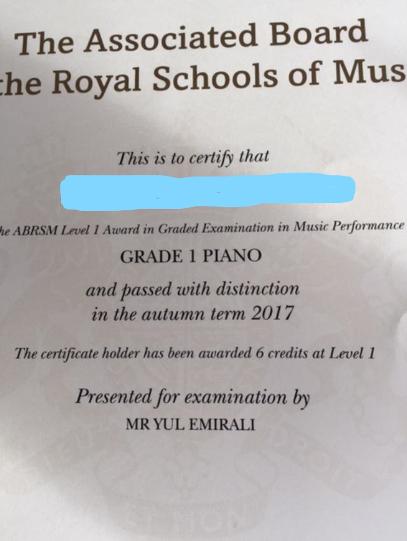 The Associated Board
the Royal Schools of Mus
This is to certify that
he ABRSM Level 1 Award in Graded Examination in Music Performance
GRADE 1 PIANO
and passed with distinction
in the autumn term 2017
The certificate holder has been awarded 6 credits at Level 1
Presented for examination by
MR YUL EMIRALI